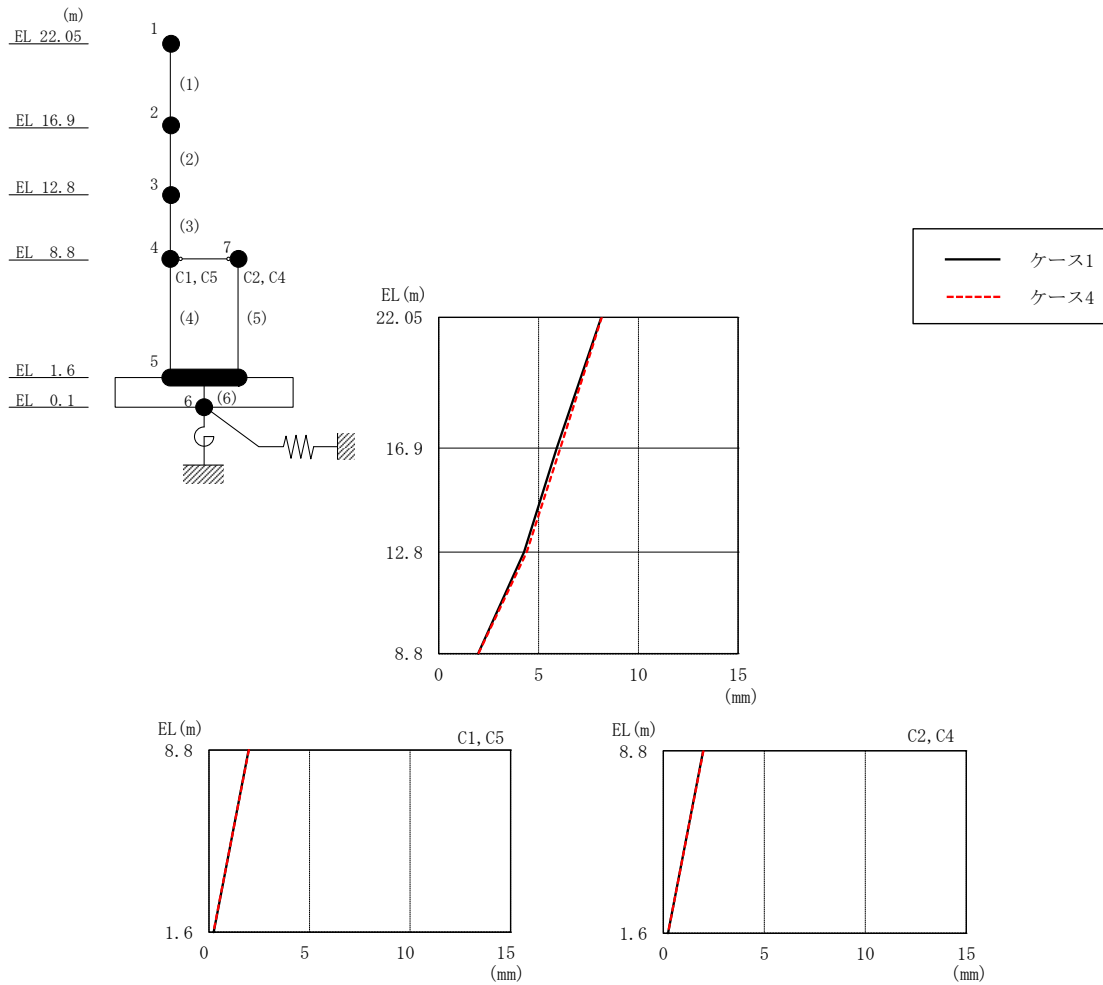 (m)
EL 22.05
1
(1)
EL 16.9
2
(2)
EL 12.8
3
(3)
EL 8.8
4
7
C1,C5
C2,C4
(4)
(5)
EL 1.6
5
EL 0.1
6
(6)
ケース1
ケース4
EL(m)
22.05
16.9
12.8
8.8
0 5 10 15
(mm)
EL(m)
C1,C5
8.8
1.6
0 5 10 15
(mm)
EL(m)
C2,C4
8.8
1.6
0 5 10 15
(mm)